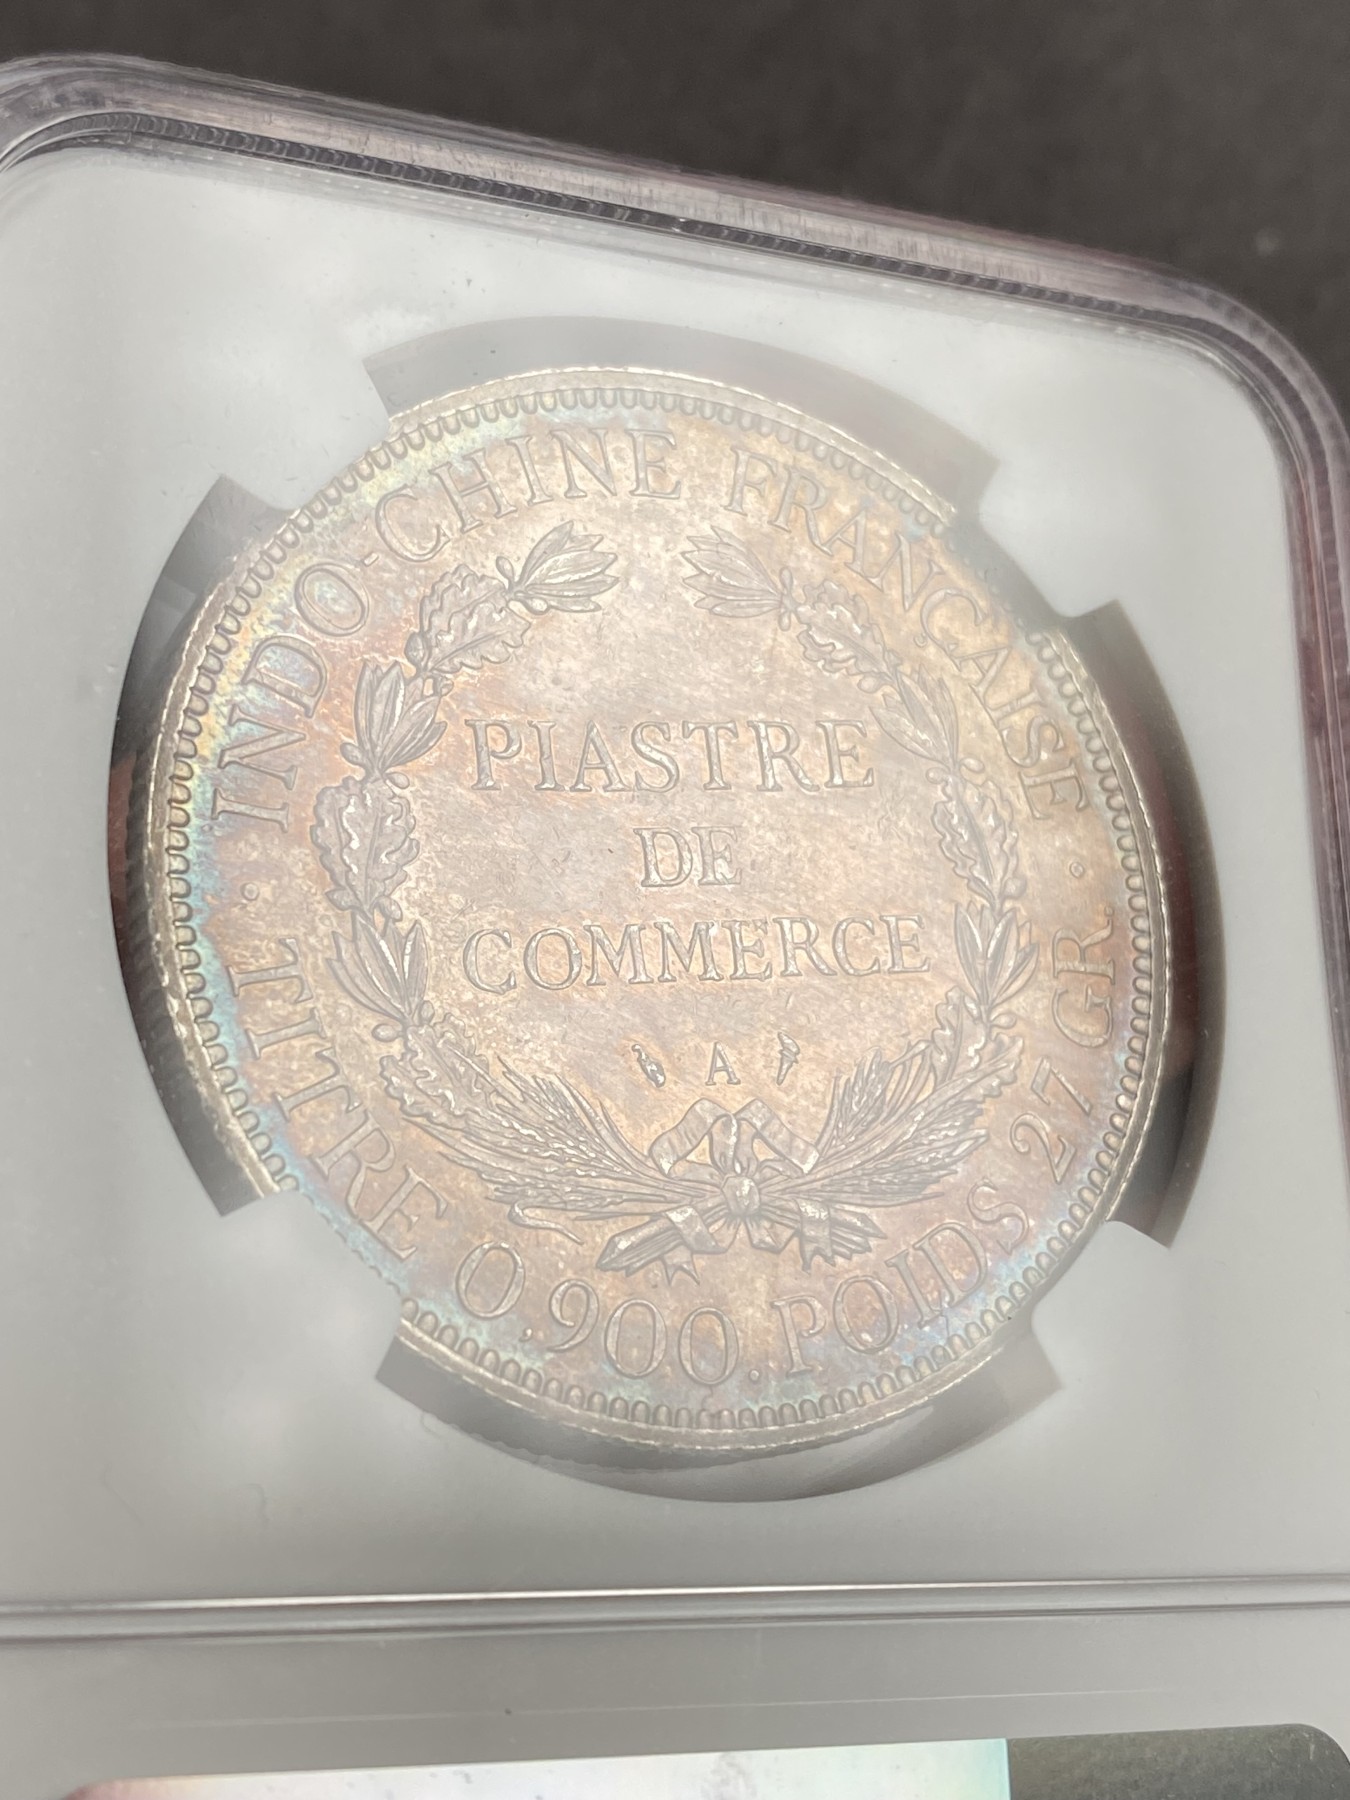 INDO-CHINE FRANÇAISE
PIASTRE
DE
COMMERCE
A
· TITRE 0,900. POIDS 27 GR. ·